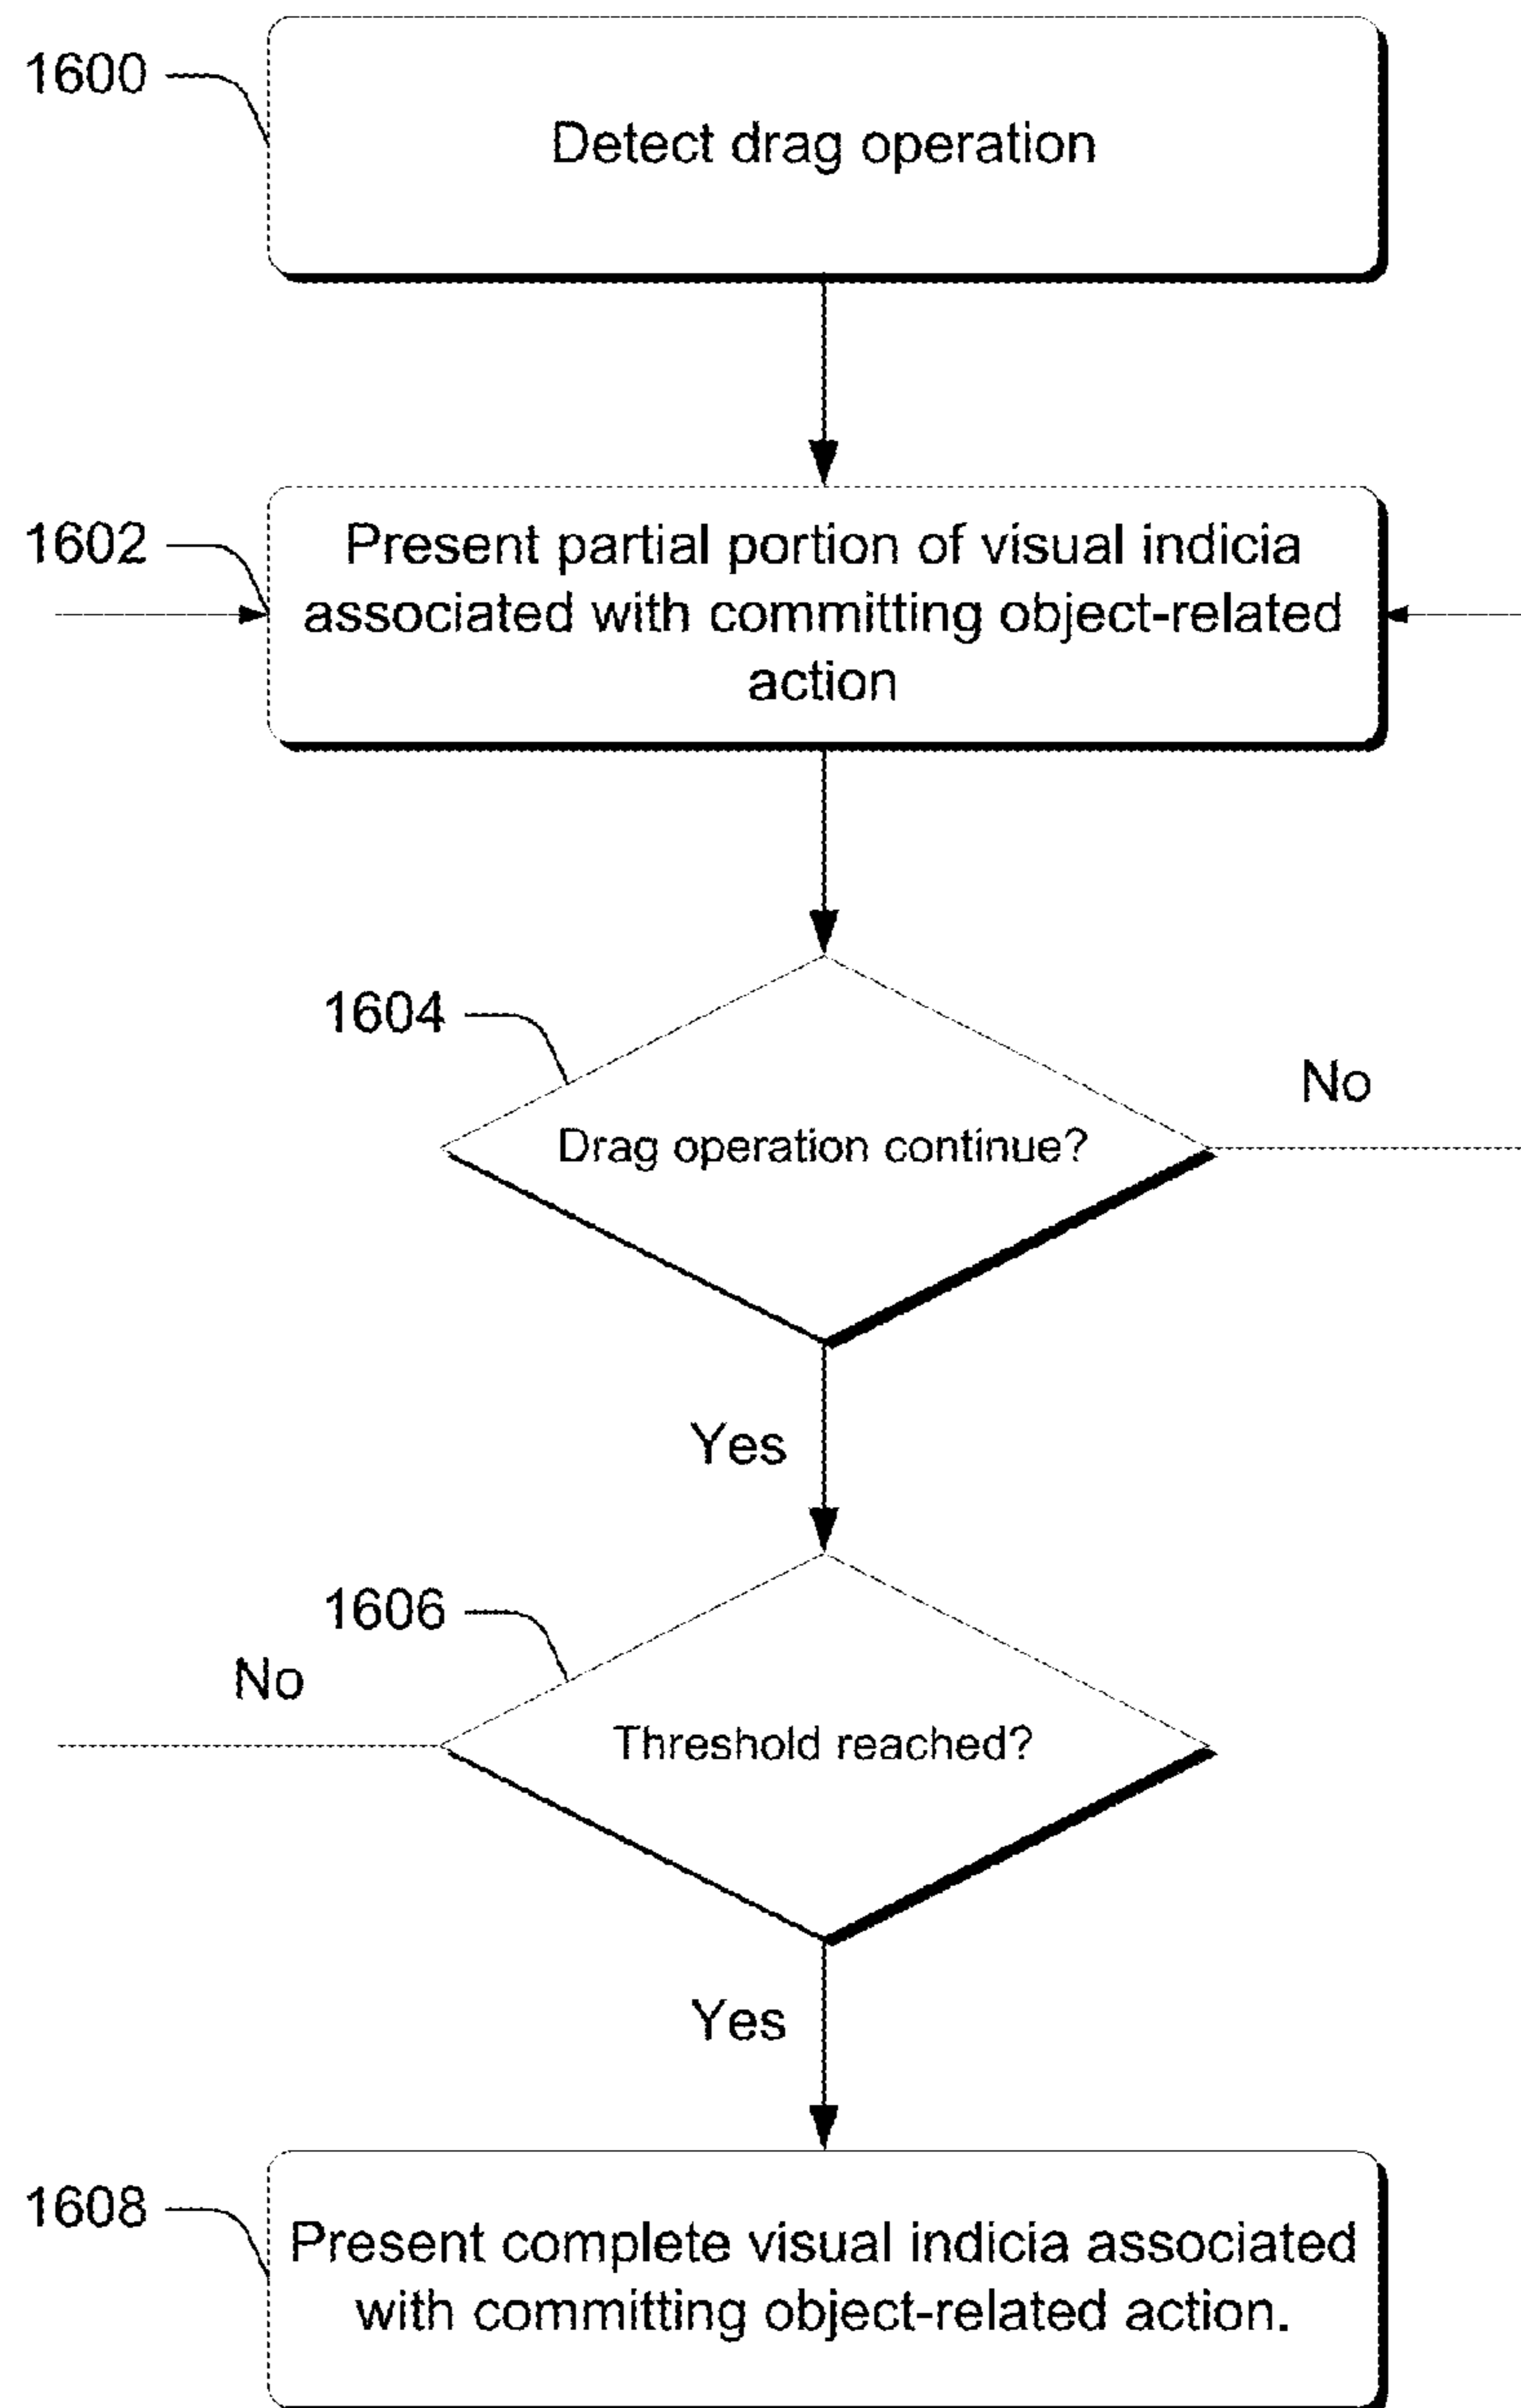 1600
Detect drag operation
1602
Present partial portion of visual indicia
associated with committing object-related
action
1604
Drag operation continue?
No
Yes
1606
No
Threshold reached?
Yes
1608
Present complete visual indicia associated
with committing object-related action.